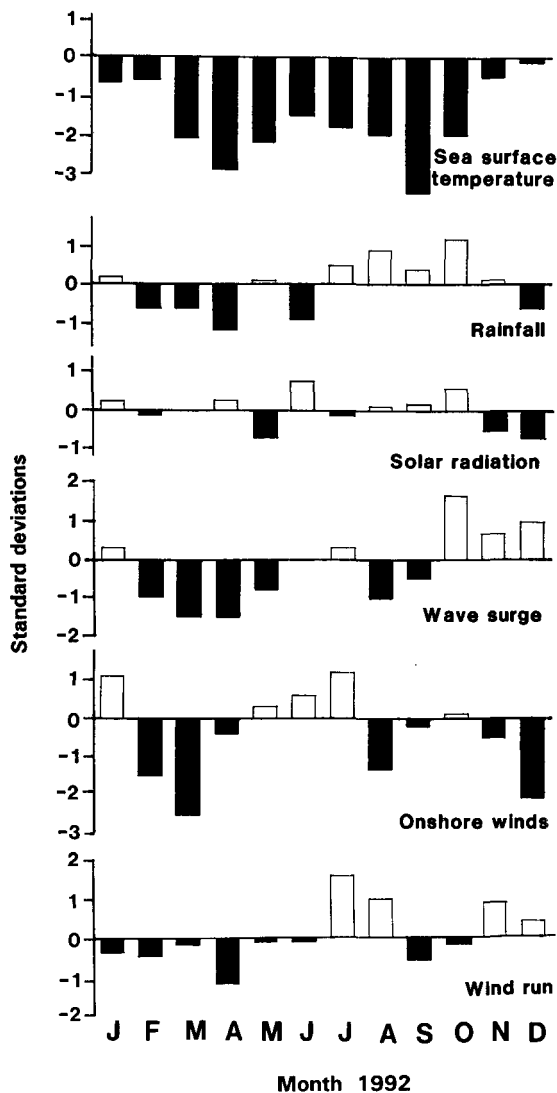 1
0
-1
-2
-3
Sea surface
temperature
1
0
-1
Rainfall
1
0
-1
Solar radiation
2
1
0
-1
-2
Wave surge
1
0
-1
-2
-3
Onshore winds
2
1
0
-1
-2
Wind run
Standard deviations
J F M A M J J A S O N D
Month 1992